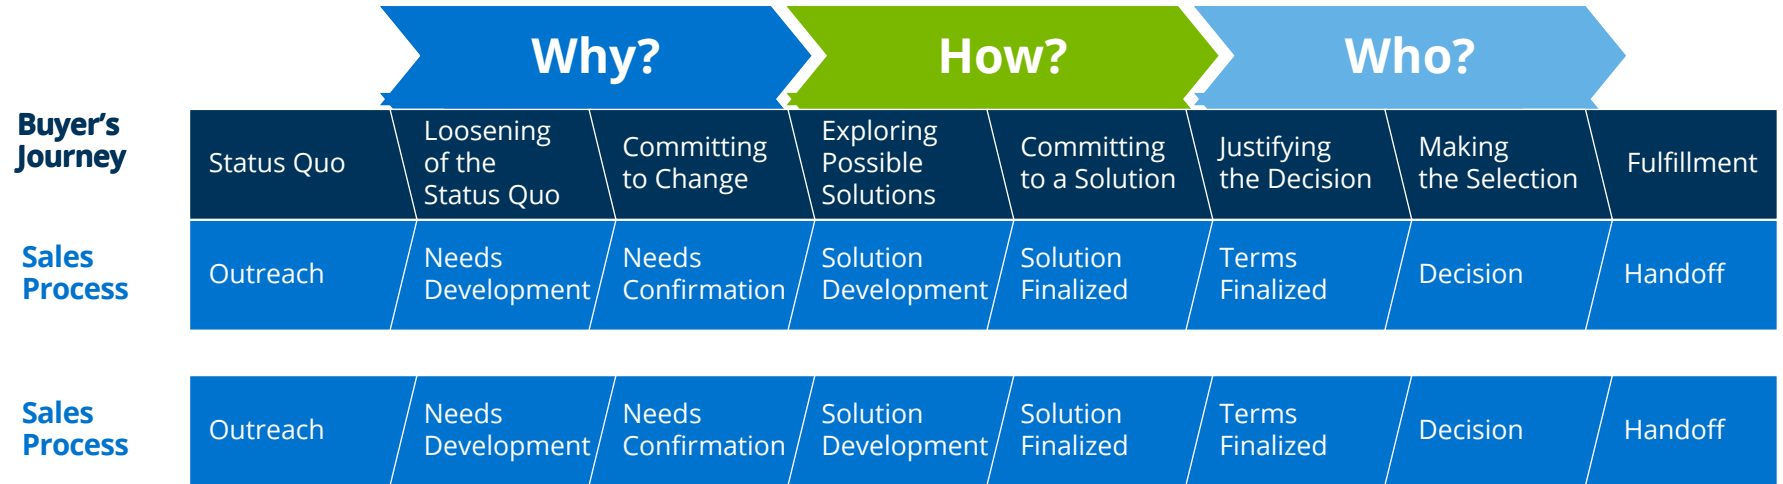 Why?
How?
Who?
Buyer's
Journey
Status Quo
Loosening
of the
Status Quo
Committing
to Change
Exploring
Possible
Solutions
Committing
to a Solution
Justifying
the Decision
Making
the Selection
Fulfillment
Sales
Process
Outreach
Needs
Development
Needs
Confirmation
Solution
Development
Solution
Finalized
Terms
Finalized
Decision
Handoff
Sales
Process
Outreach
Needs
Development
Needs
Confirmation
Solution
Development
Solution
Finalized
Terms
Finalized
Decision
Handoff